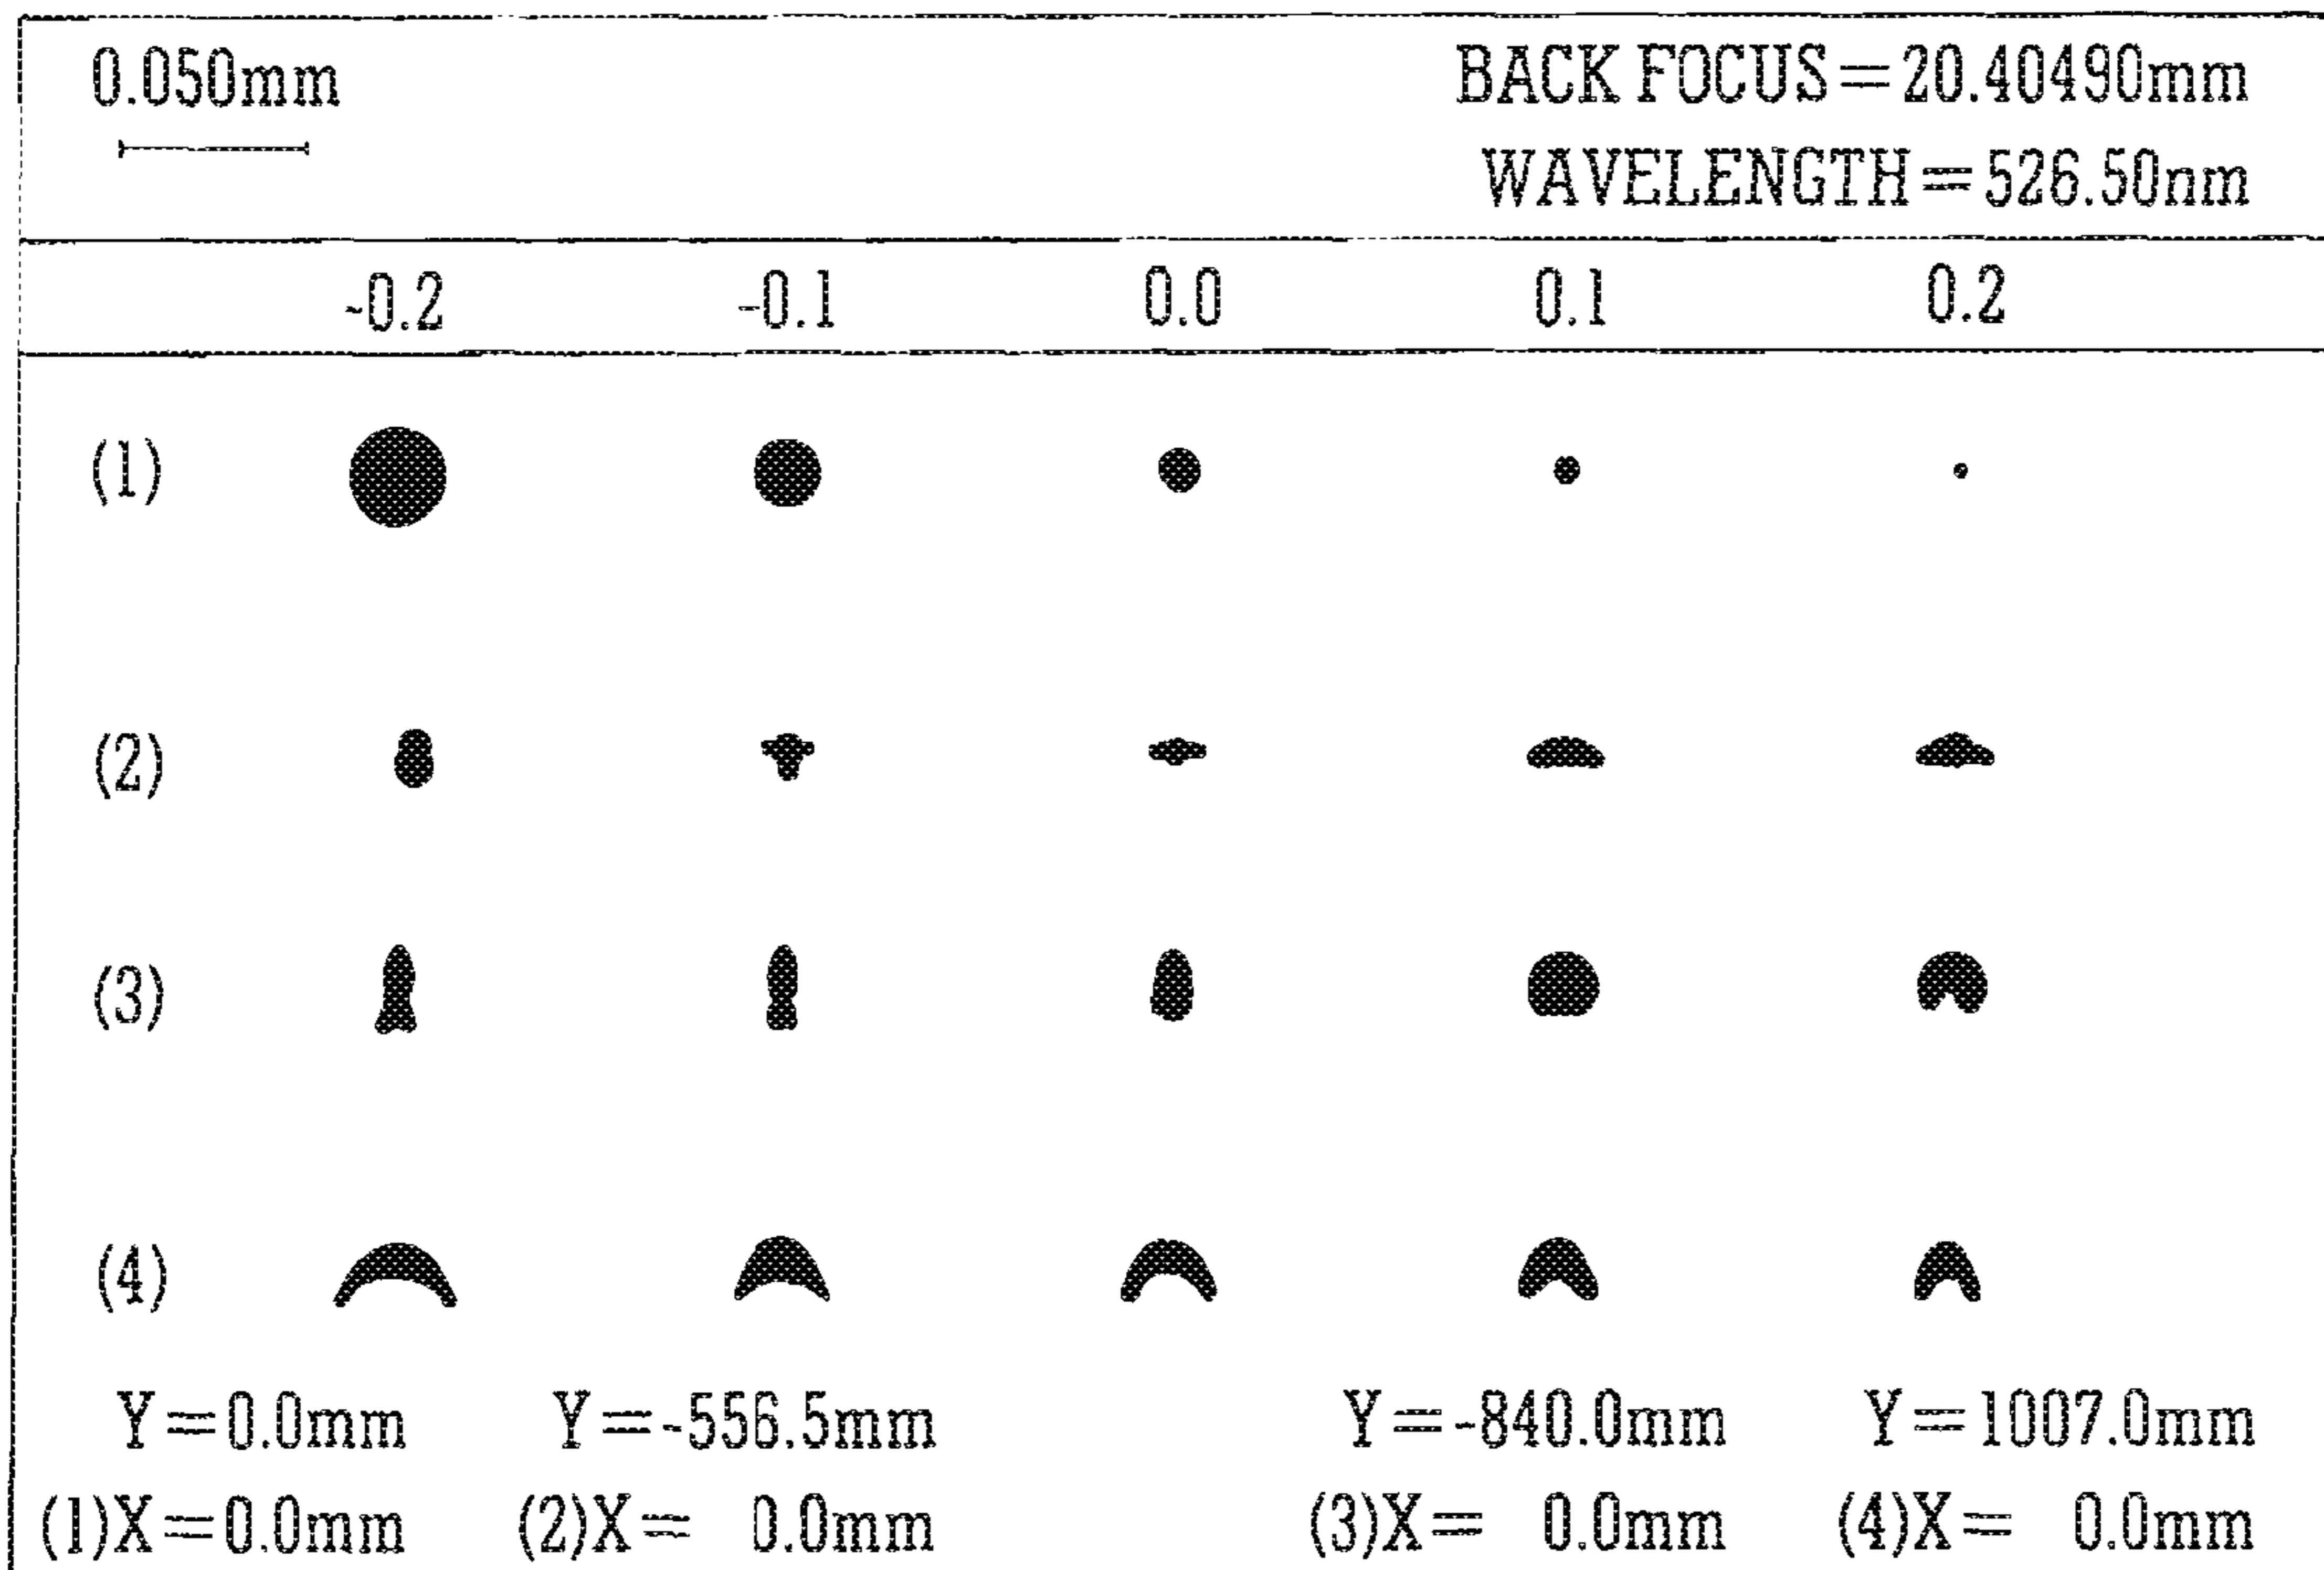 0.050mm
BACK FOCUS=20.40490mm
WAVELENGTH=526.50nm
-0.2 -0.1 0.0 0.1 0.2
(1)
(2)
(3)
(4)
Y=0.0mm Y=-556.5mm Y=-840.0mm Y=1007.0mm
(1)X=0.0mm (2)X= 0.0mm (3)X= 0.0mm (4)X= 0.0mm